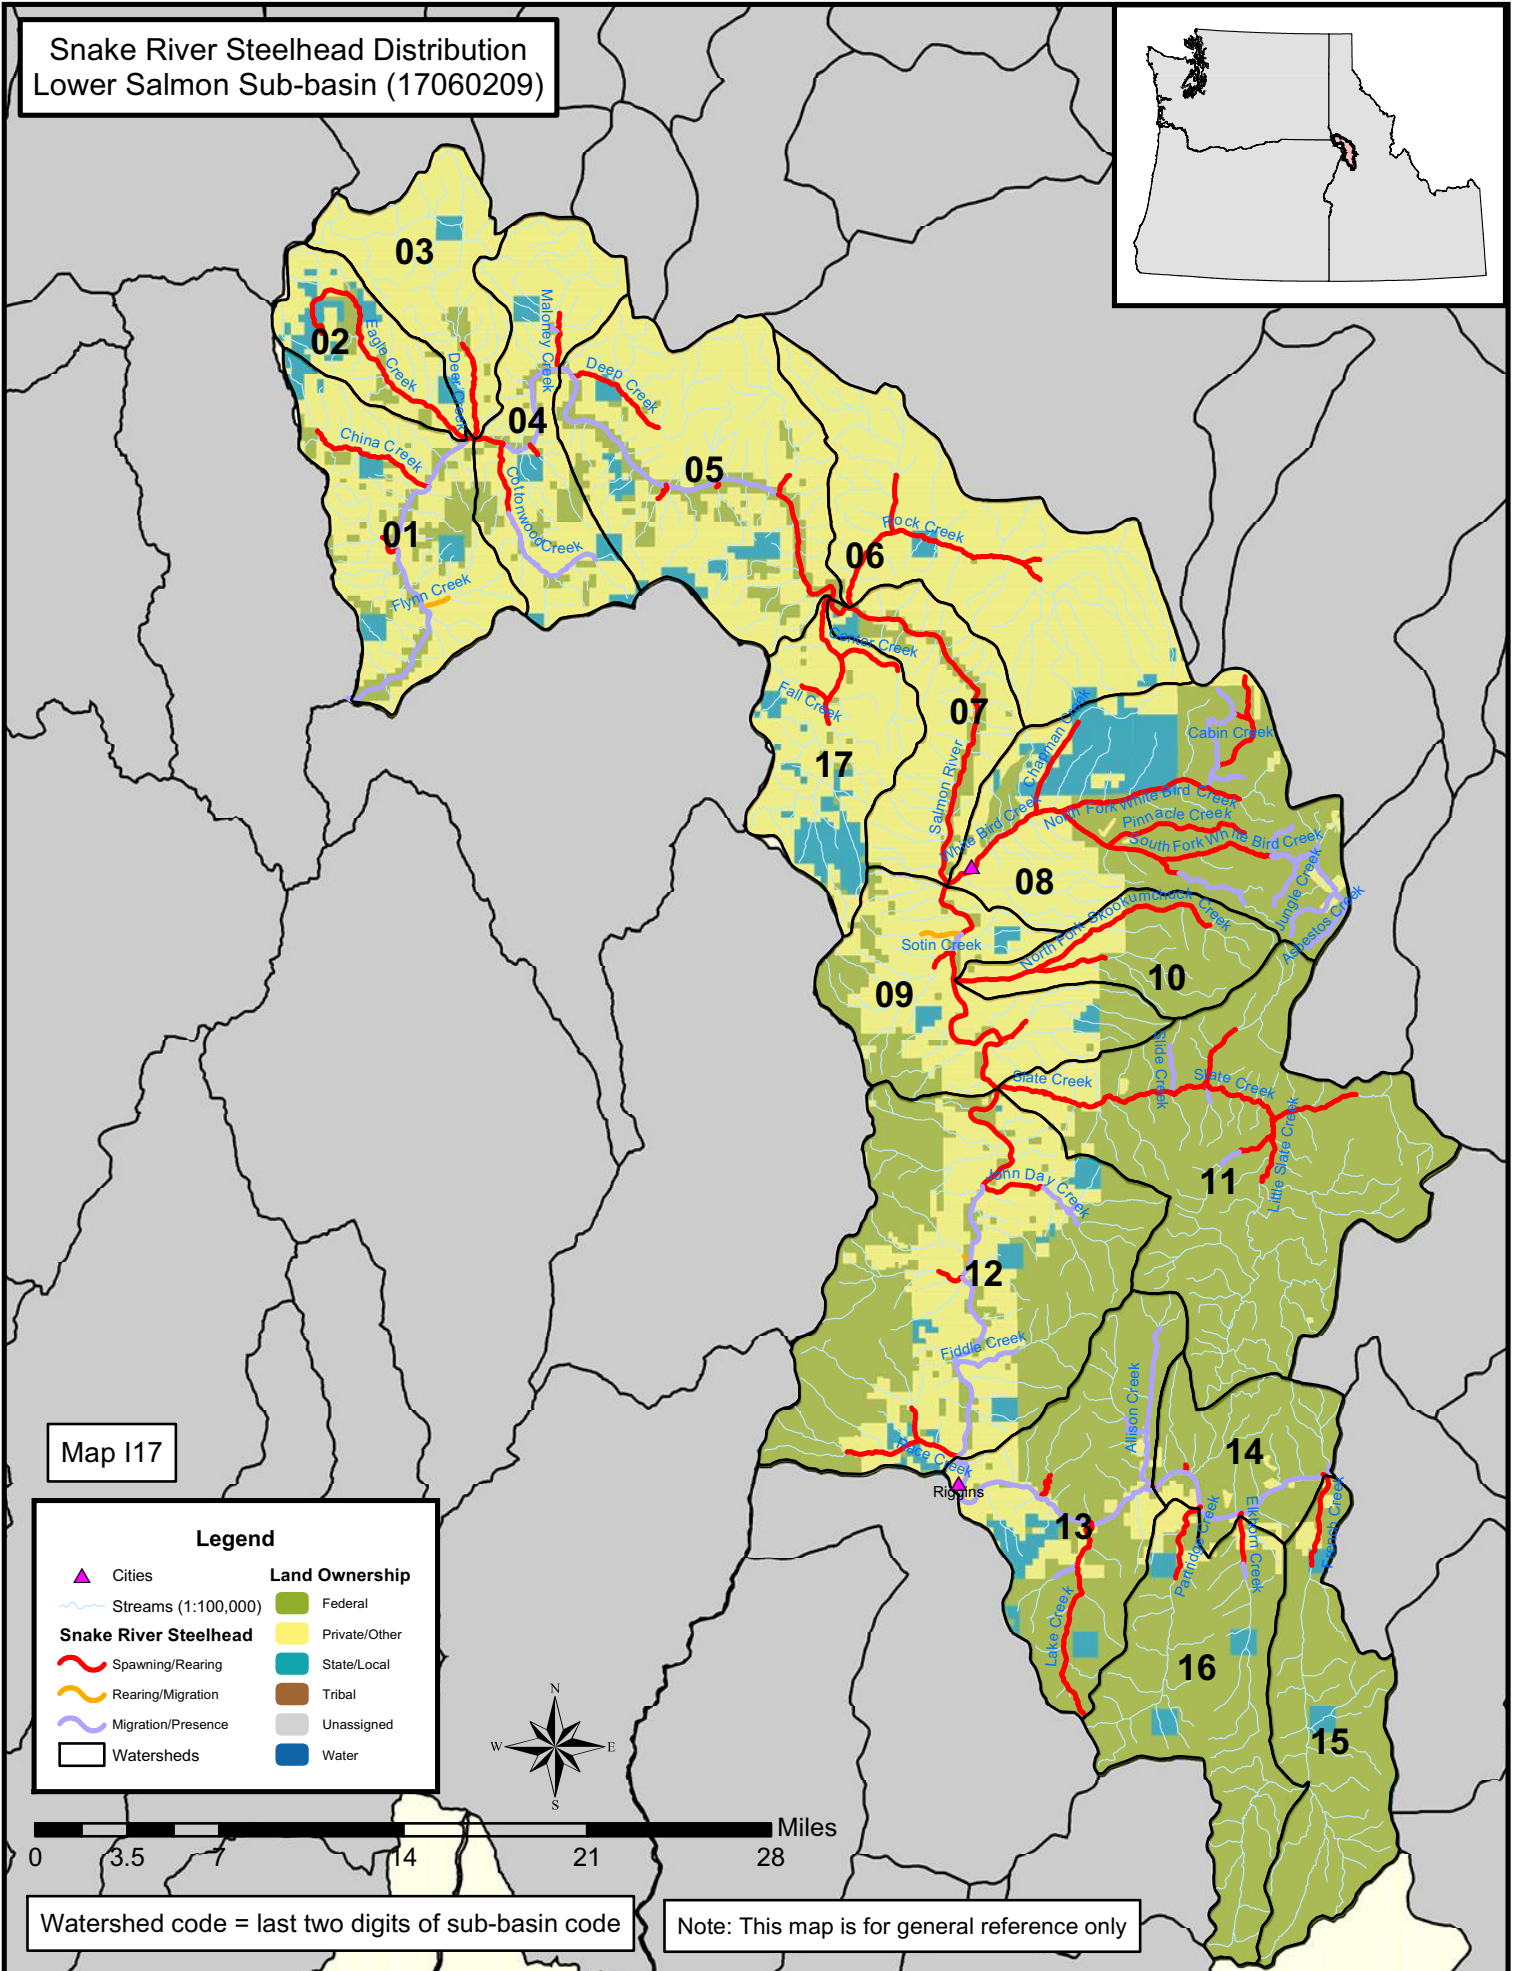 Snake River Steelhead Distribution
Lower Salmon Sub-basin (17060209)
03
02
Eagle Creek
Deer Creek
Maloney Creek
Deep Creek
04
China Creek
05
Cottonwood Creek
01
Flynn Creek
Rock Creek
06
Center Creek
Fall Creek
07
17
Salmon River
Chapman Creek
Cabin Creek
White Bird Creek
North Fork White Bird Creek
Pinnacle Creek
South Fork White Bird Creek
08
Jungle Creek
Asbestos Creek
North Fork Skookumchuck Creek
Sotin Creek
09
10
Slide Creek
Slate Creek
Slate Creek
Little Slate Creek
11
John Day Creek
12
Fiddle Creek
Allison Creek
Race Creek
Riggins
14
13
Partridge Creek
Elkhorn Creek
French Creek
Lake Creek
16
15
Map I17
Legend
Cities
Streams (1:100,000)
Snake River Steelhead
Spawning/Rearing
Rearing/Migration
Migration/Presence
Watersheds
Land Ownership
Federal
Private/Other
State/Local
Tribal
Unassigned
Water
N
W
E
S
0 3.5 7 14 21 28 Miles
Watershed code = last two digits of sub-basin code
Note: This map is for general reference only